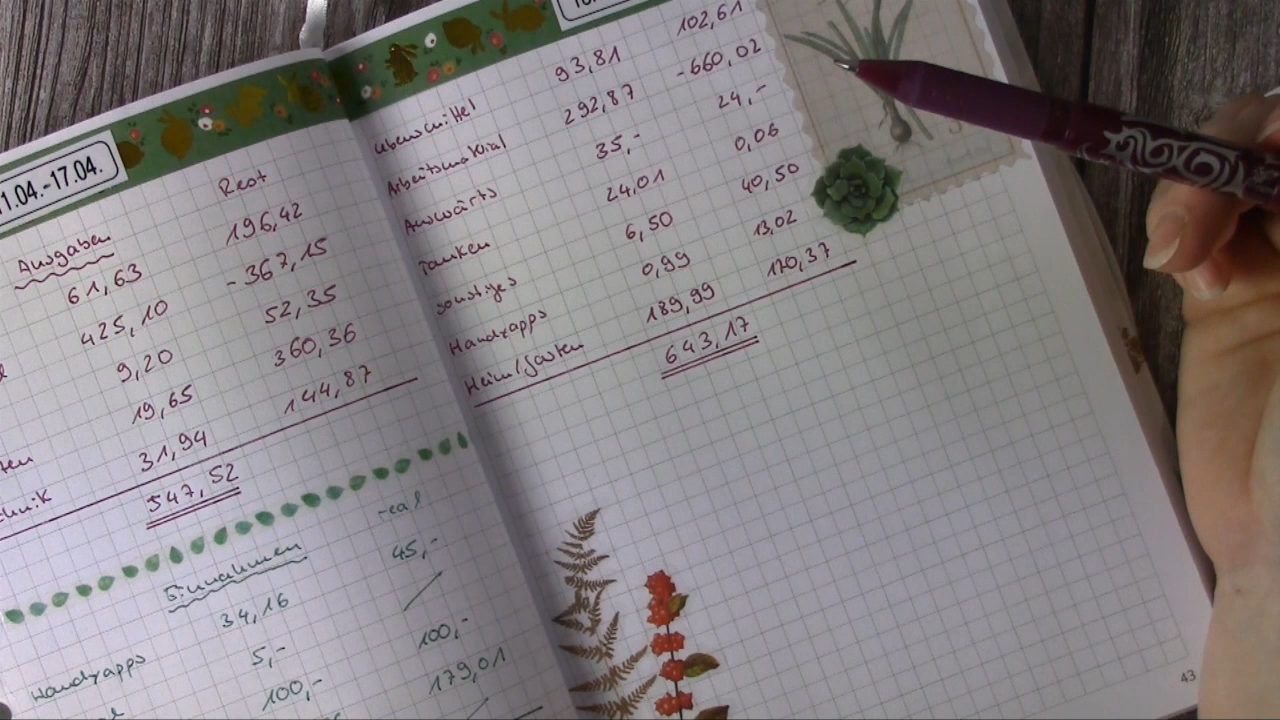 11.04.-17.04.
Ausgaben Rest
61,63 196,42
425,10 -367,15
9,20 52,35
19,65 360,36
31,94 144,87
547,52
Einnahmen real
34,16 45,-
Handyapps 5,-
100,- 100,-
179,01
Lebensmittel 93,81 102,61
Arbeitsmaterial 292,87 -660,02
Auswärts 35,- 24,-
Tanken 24,01 0,06
Sonstiges 6,50 40,50
Handyapps 0,99 13,02
Heim/Garten 189,99 170,37
643,17
43